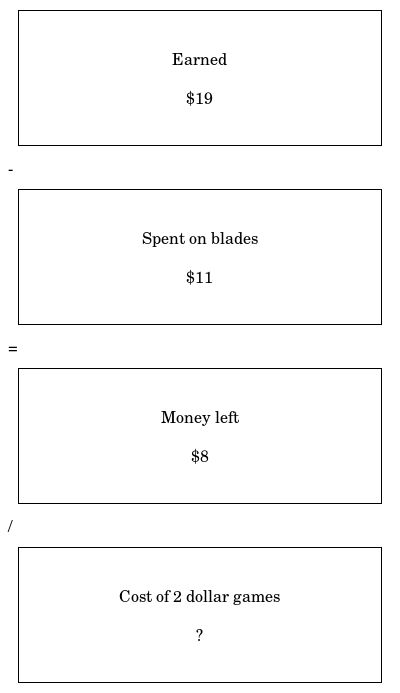 Earned
$19
-
Spent on blades
$11
=
Money left
$8
/
Cost of 2 dollar games
?